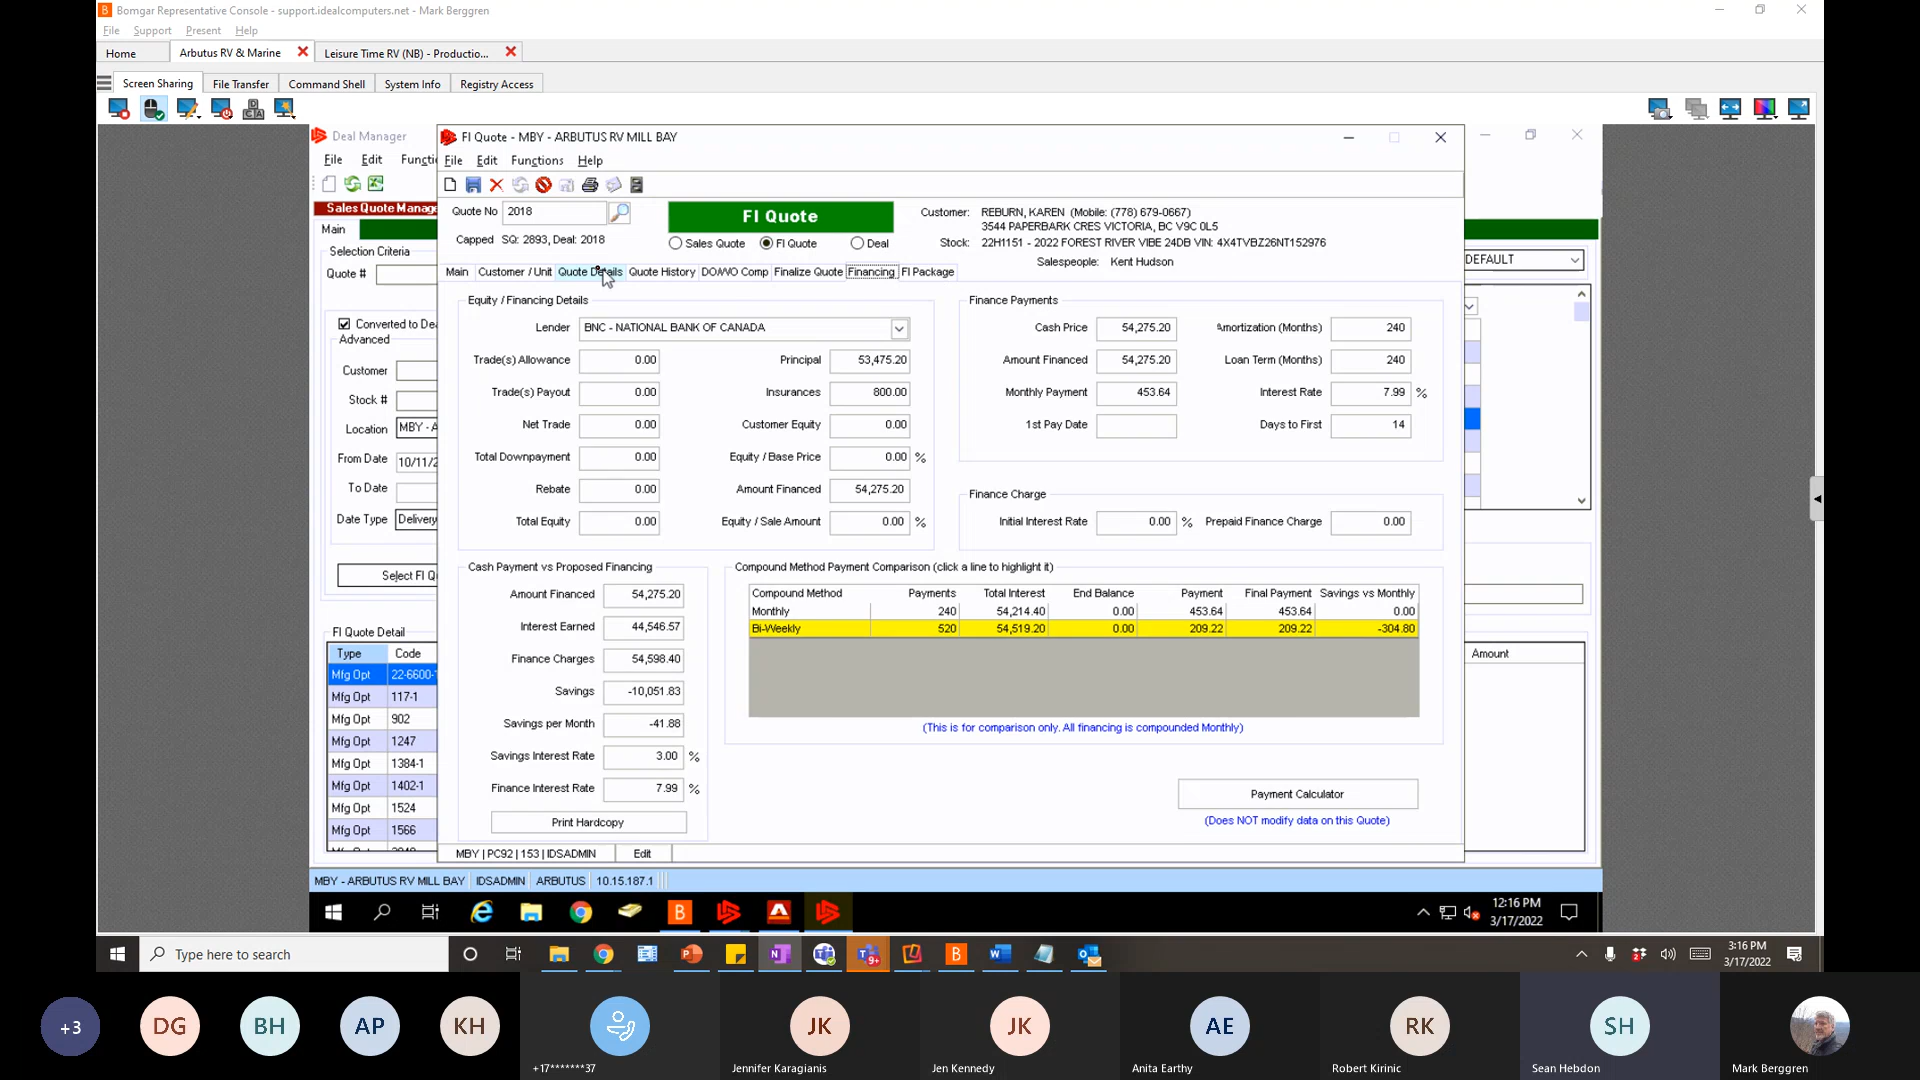 Bomgar Representative Console - support.idealcomputers.net - Mark Berggren
File Support Present Help
Home Arbutus RV & Marine Leisure Time RV (NB) - Productio...
Screen Sharing File Transfer Command Shell System Info Registry Access
Deal Manager
File Edit Functi
Sales Quote Manag
Main
Selection Criteria
Quote #
Converted to Dea
Advanced
Customer
Stock #
Location MBY - A
From Date 10/11/2
To Date
Date Type Delivery
Select FI Q
FI Quote Detail
Type Code
Mfg Opt 22-6600-
Mfg Opt 117-1
Mfg Opt 902
Mfg Opt 1247
Mfg Opt 1384-1
Mfg Opt 1402-1
Mfg Opt 1524
Mfg Opt 1566
FI Quote - MBY - ARBUTUS RV MILL BAY
File Edit Functions Help
Quote No 2018
Capped SQ: 2893, Deal: 2018
FI Quote
Sales Quote FI Quote Deal
Customer: REBURN, KAREN (Mobile: (778) 679-0667)
3544 PAPERBARK CRES VICTORIA, BC V9C 0L5
Stock: 22H1151 - 2022 FOREST RIVER VIBE 24DB VIN: 4X4TVBZ26NT152976
Salespeople: Kent Hudson
Main Customer / Unit Quote Details Quote History DO/WO Comp Finalize Quote Financing FI Package
Equity / Financing Details
Lender BNC - NATIONAL BANK OF CANADA
Trade(s) Allowance 0.00 Principal 53,475.20
Trade(s) Payout 0.00 Insurances 800.00
Net Trade 0.00 Customer Equity 0.00
Total Downpayment 0.00 Equity / Base Price 0.00 %
Rebate 0.00 Amount Financed 54,275.20
Total Equity 0.00 Equity / Sale Amount 0.00 %
Finance Payments
Cash Price 54,275.20 Amortization (Months) 240
Amount Financed 54,275.20 Loan Term (Months) 240
Monthly Payment 453.64 Interest Rate 7.99 %
1st Pay Date Days to First 14
Finance Charge
Initial Interest Rate 0.00 % Prepaid Finance Charge 0.00
Cash Payment vs Proposed Financing
Amount Financed 54,275.20
Interest Earned 44,546.57
Finance Charges 54,598.40
Savings -10,051.83
Savings per Month -41.88
Savings Interest Rate 3.00 %
Finance Interest Rate 7.99 %
Print Hardcopy
Compound Method Payment Comparison (click a line to highlight it)
Compound Method Payments Total Interest End Balance Payment Final Payment Savings vs Monthly
Monthly 240 54,214.40 0.00 453.64 453.64 0.00
Bi-Weekly 520 54,519.20 0.00 209.22 209.22 -304.80
(This is for comparison only. All financing is compounded Monthly)
Payment Calculator
(Does NOT modify data on this Quote)
MBY | PC92 | 153 | IDSADMIN Edit
DEFAULT
Amount
MBY - ARBUTUS RV MILL BAY IDSADMIN ARBUTUS 10.15.187.1
12:16 PM
3/17/2022
Type here to search
3:16 PM
3/17/2022
+3 DG BH AP KH JK JK AE RK SH
+17*******37 Jennifer Karagianis Jen Kennedy Anita Earthy Robert Kirinic Sean Hebdon Mark Berggren